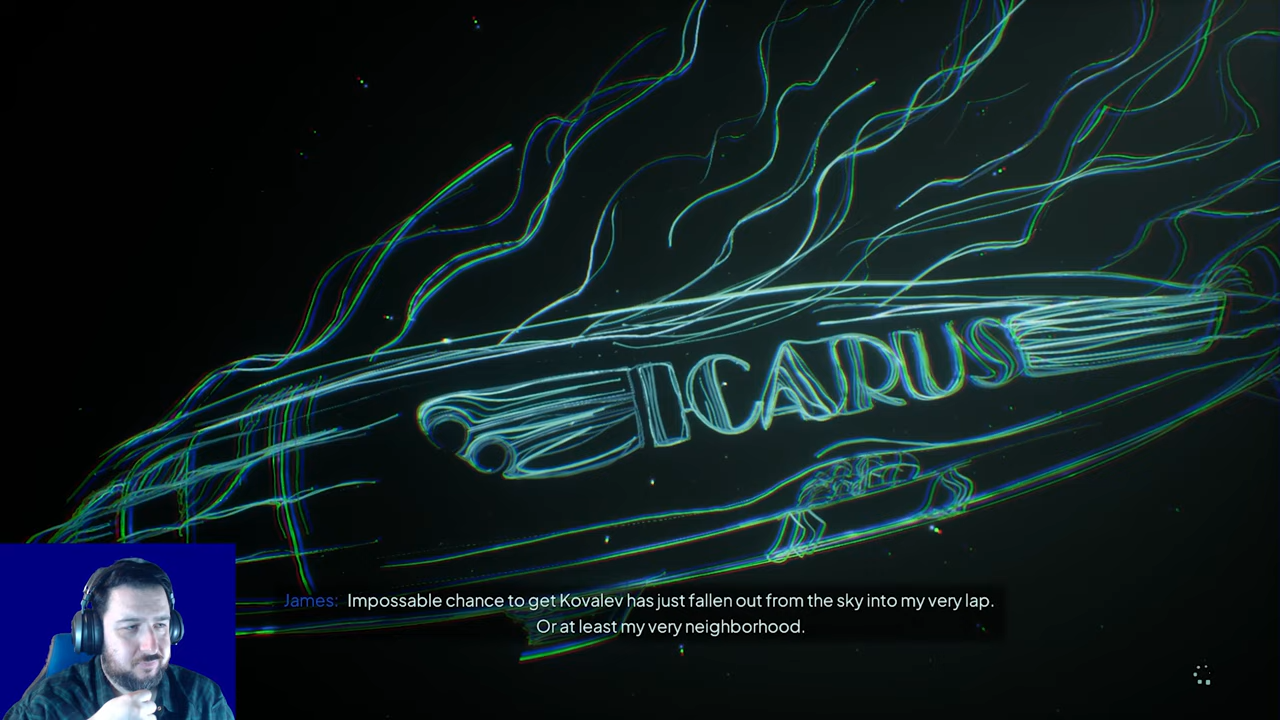 ICARUS
James: Impossable chance to get Kovalev has just fallen out from the sky into my very lap.
Or at least my very neighborhood.